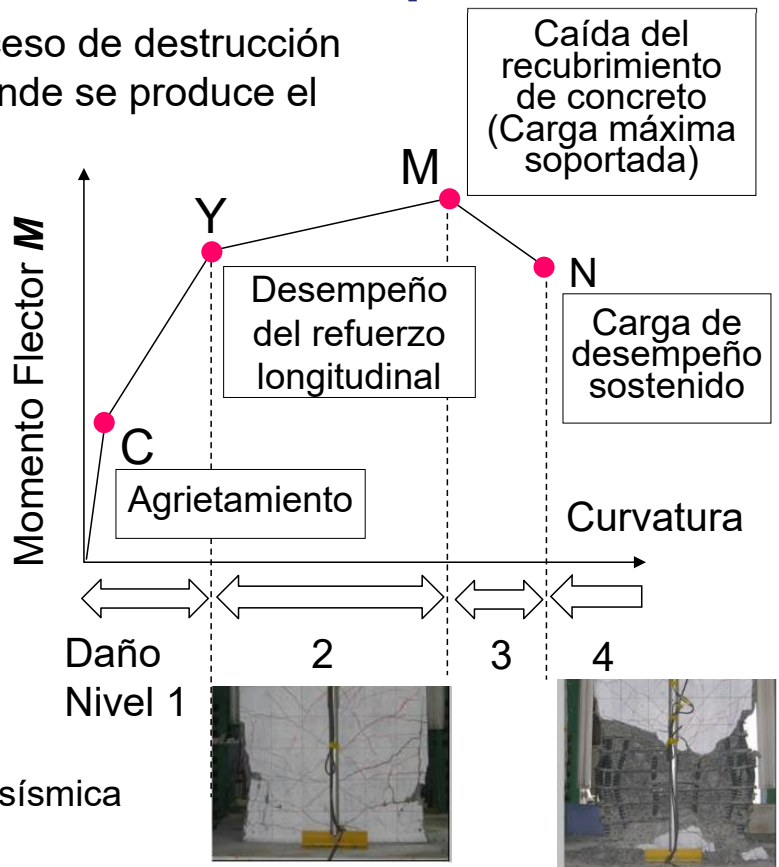 ceso de destrucción
nde se produce el
Caída del
recubrimiento
de concreto
(Carga máxima
soportada)
M
Y
N
Desempeño
del refuerzo
longitudinal
Carga de
desempeño
sostenido
Momento Flector M
C
Agrietamiento
Curvatura
Daño
Nivel 1
2
3
4
sísmica